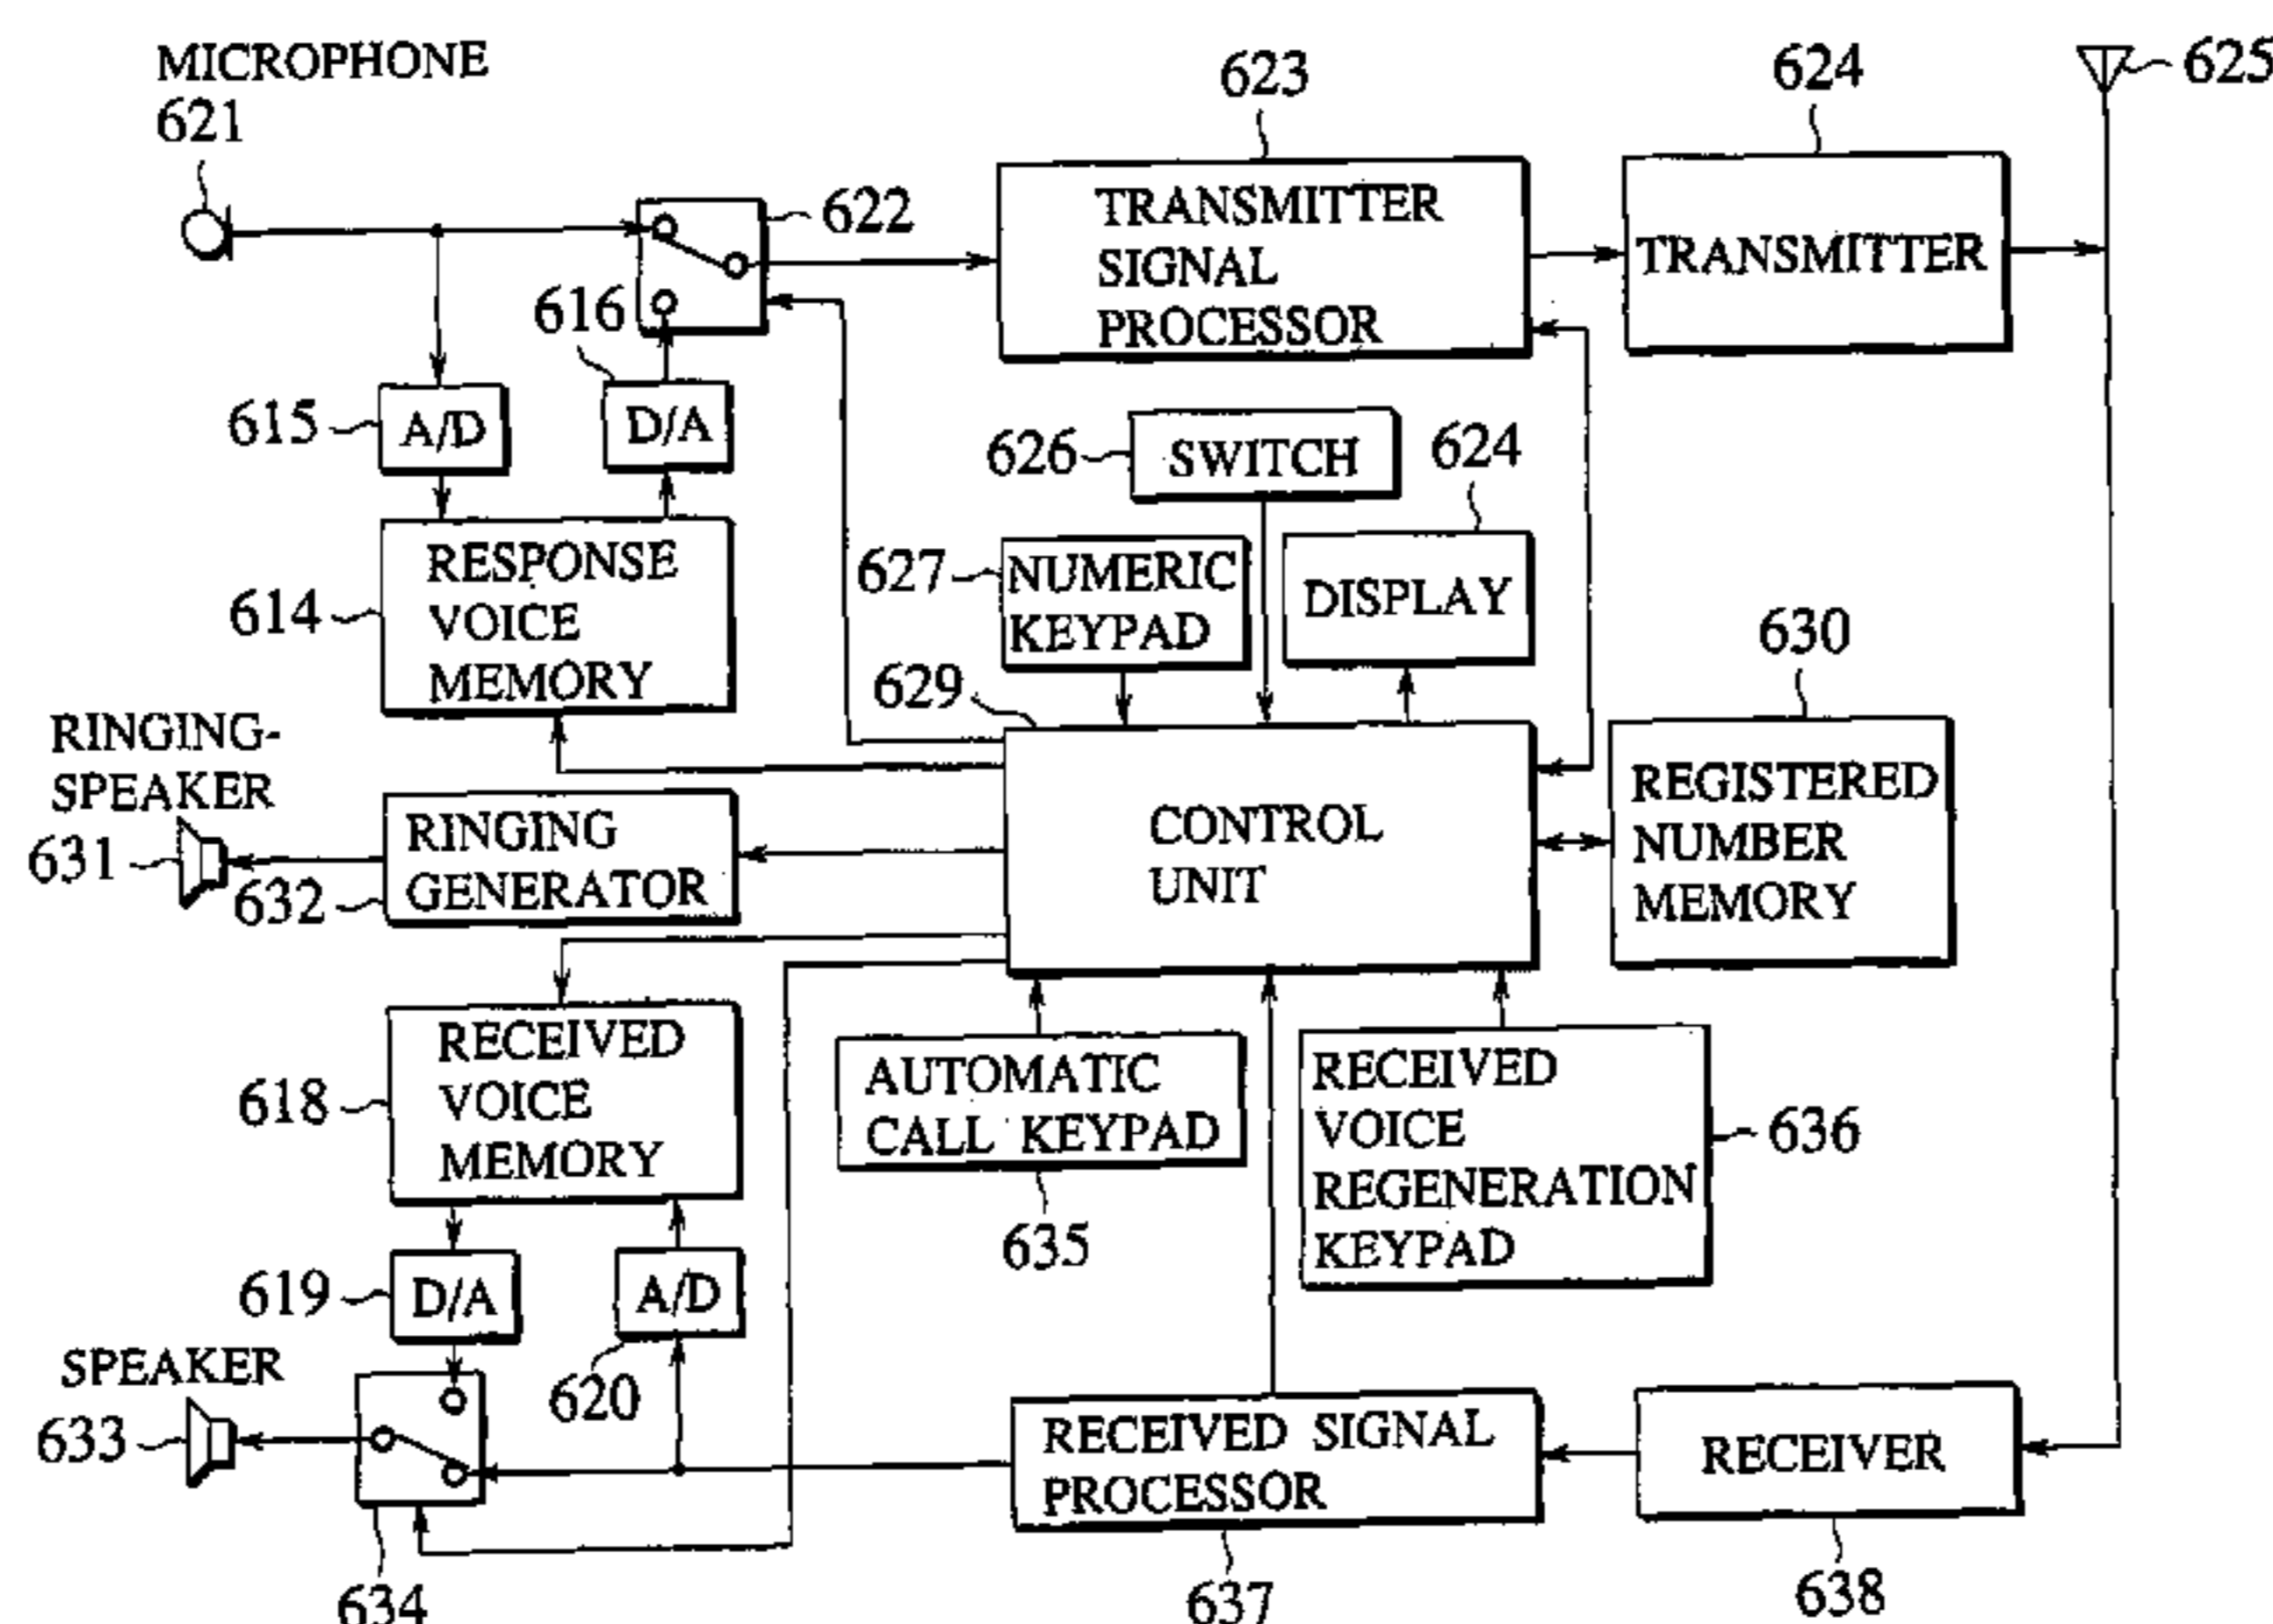 MICROPHONE
621
623
624
625
622
TRANSMITTER
SIGNAL
PROCESSOR
TRANSMITTER
616
615
A/D
D/A
626
SWITCH
624
614
RESPONSE
VOICE
MEMORY
627
NUMERIC
KEYPAD
DISPLAY
630
629
RINGING-
SPEAKER
631
RINGING
GENERATOR
632
CONTROL
UNIT
REGISTERED
NUMBER
MEMORY
618
RECEIVED
VOICE
MEMORY
AUTOMATIC
CALL KEYPAD
635
RECEIVED
VOICE
REGENERATION
KEYPAD
636
619
D/A
A/D
620
SPEAKER
633
634
RECEIVED SIGNAL
PROCESSOR
637
RECEIVER
638